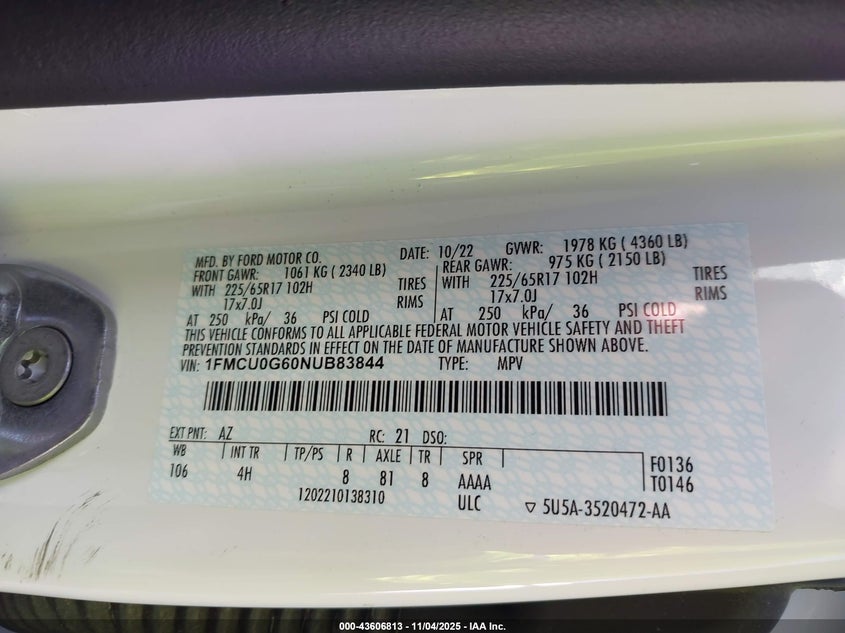 MFD. BY FORD MOTOR CO. DATE: 10/22 GVWR: 1978 KG ( 4360 LB)
FRONT GAWR: 1061 KG ( 2340 LB) REAR GAWR: 975 KG ( 2150 LB)
WITH 225/65R17 102H TIRES WITH 225/65R17 102H TIRES
17x7.0J RIMS 17x7.0J RIMS
AT 250 kPa/ 36 PSI COLD AT 250 kPa/ 36 PSI COLD
THIS VEHICLE CONFORMS TO ALL APPLICABLE FEDERAL MOTOR VEHICLE SAFETY AND THEFT
PREVENTION STANDARDS IN EFFECT ON THE DATE OF MANUFACTURE SHOWN ABOVE.
VIN: 1FMCU0G60NUB83844 TYPE: MPV
EXT PNT: AZ RC: 21 DSO:
WB INT TR TP/PS R AXLE TR SPR F0136
106 4H 8 81 8 AAAA T0146
1202210138310 ULC ▽ 5U5A-3520472-AA
000-43606813 - 11/04/2025 - IAA Inc.